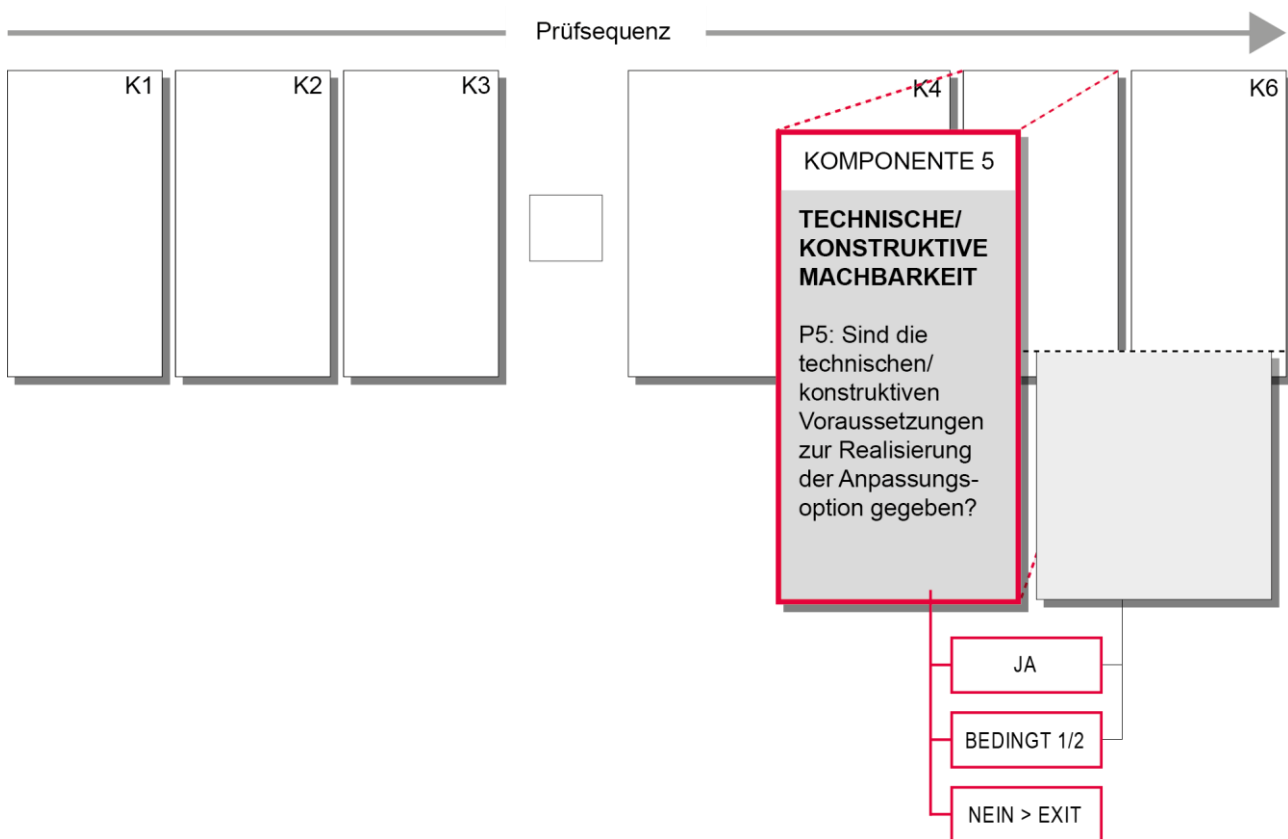 Prüfsequenz
K1
K2
K3
K4
K6
KOMPONENTE 5
TECHNISCHE/
KONSTRUKTIVE
MACHBARKEIT
P5: Sind die
technischen/
konstruktiven
Voraussetzungen
zur Realisierung
der Anpassungs-
option gegeben?
JA
BEDINGT 1/2
NEIN > EXIT